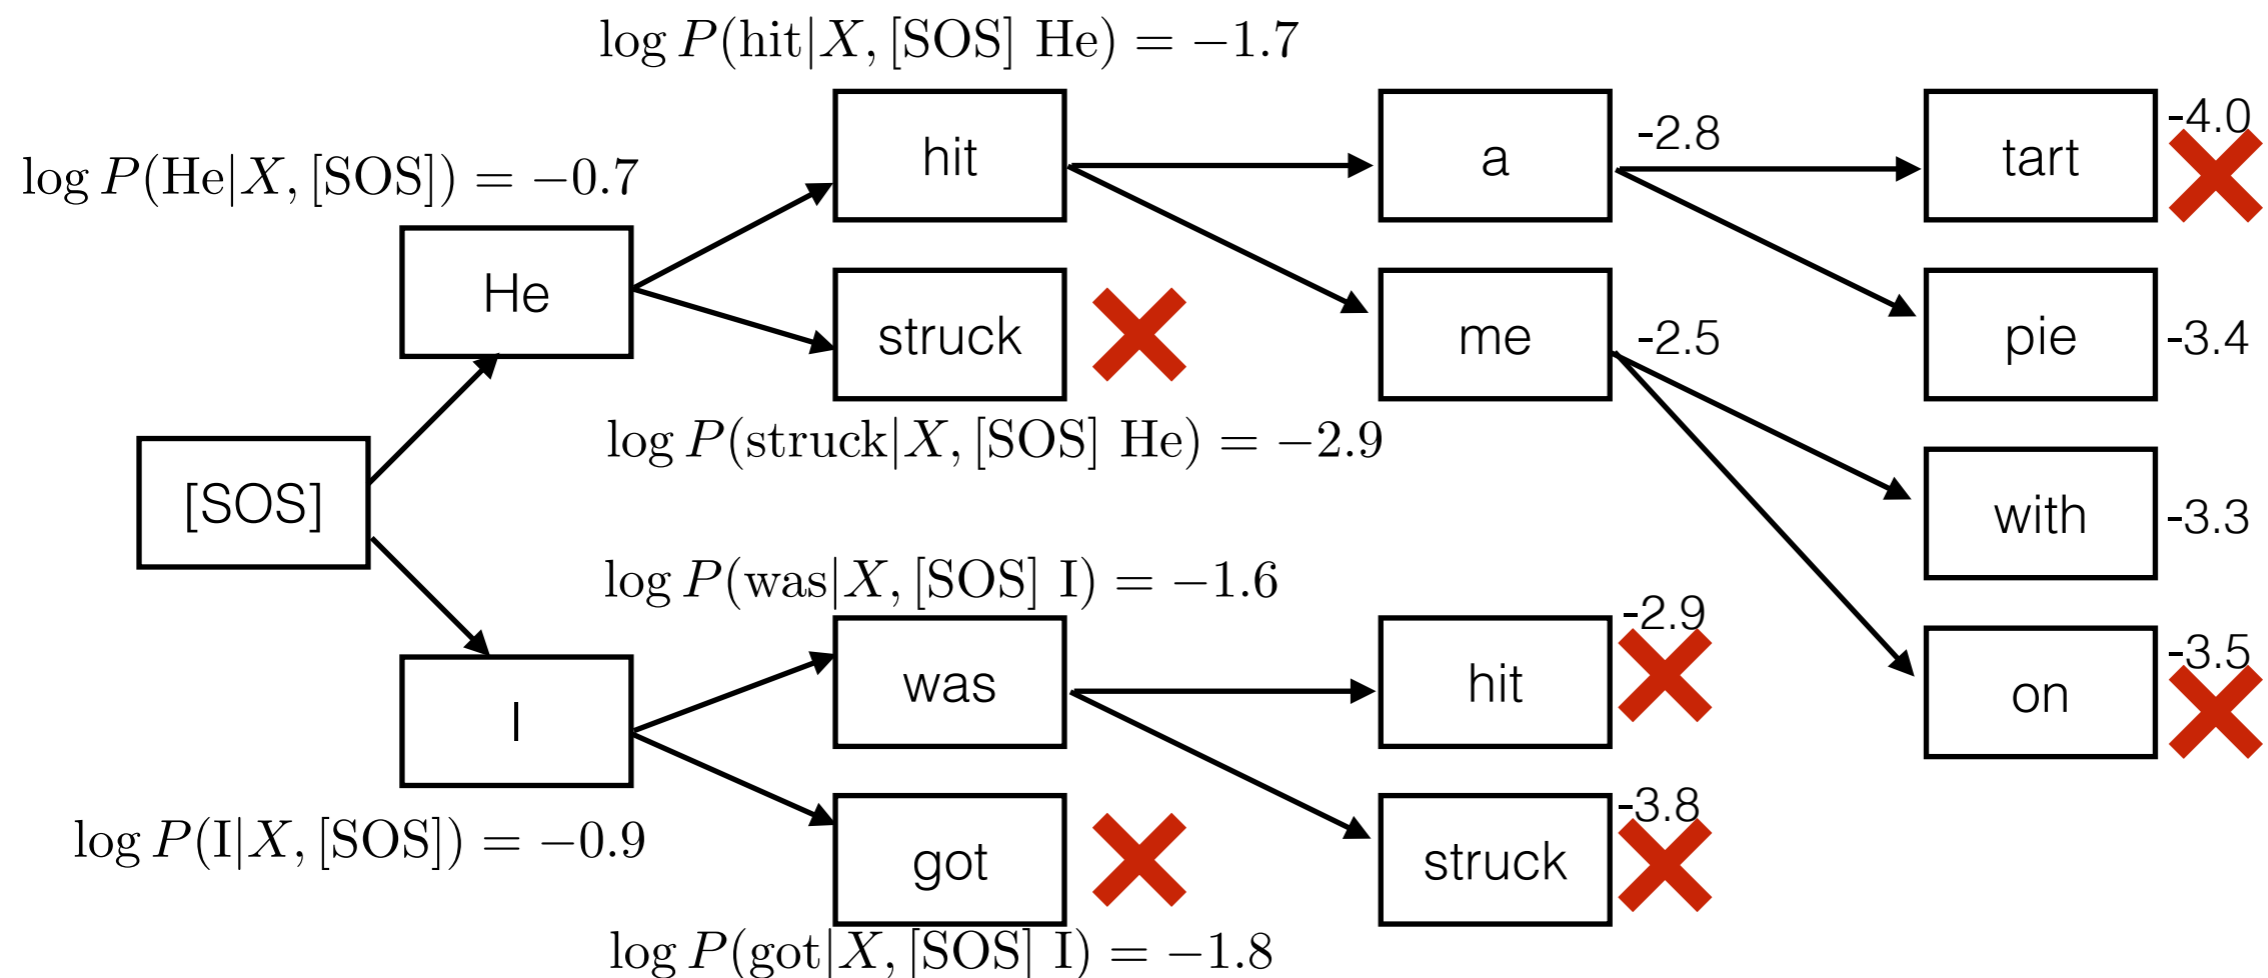 log P(hit|X, [SOS] He) = −1.7
hit
a
-2.8
tart
-4.0
log P(He|X, [SOS]) = −0.7
He
struck
me
-2.5
pie
-3.4
log P(struck|X, [SOS] He) = −2.9
[SOS]
with
-3.3
log P(was|X, [SOS] I) = −1.6
I
was
hit
-2.9
on
-3.5
log P(I|X, [SOS]) = −0.9
got
struck
-3.8
log P(got|X, [SOS] I) = −1.8